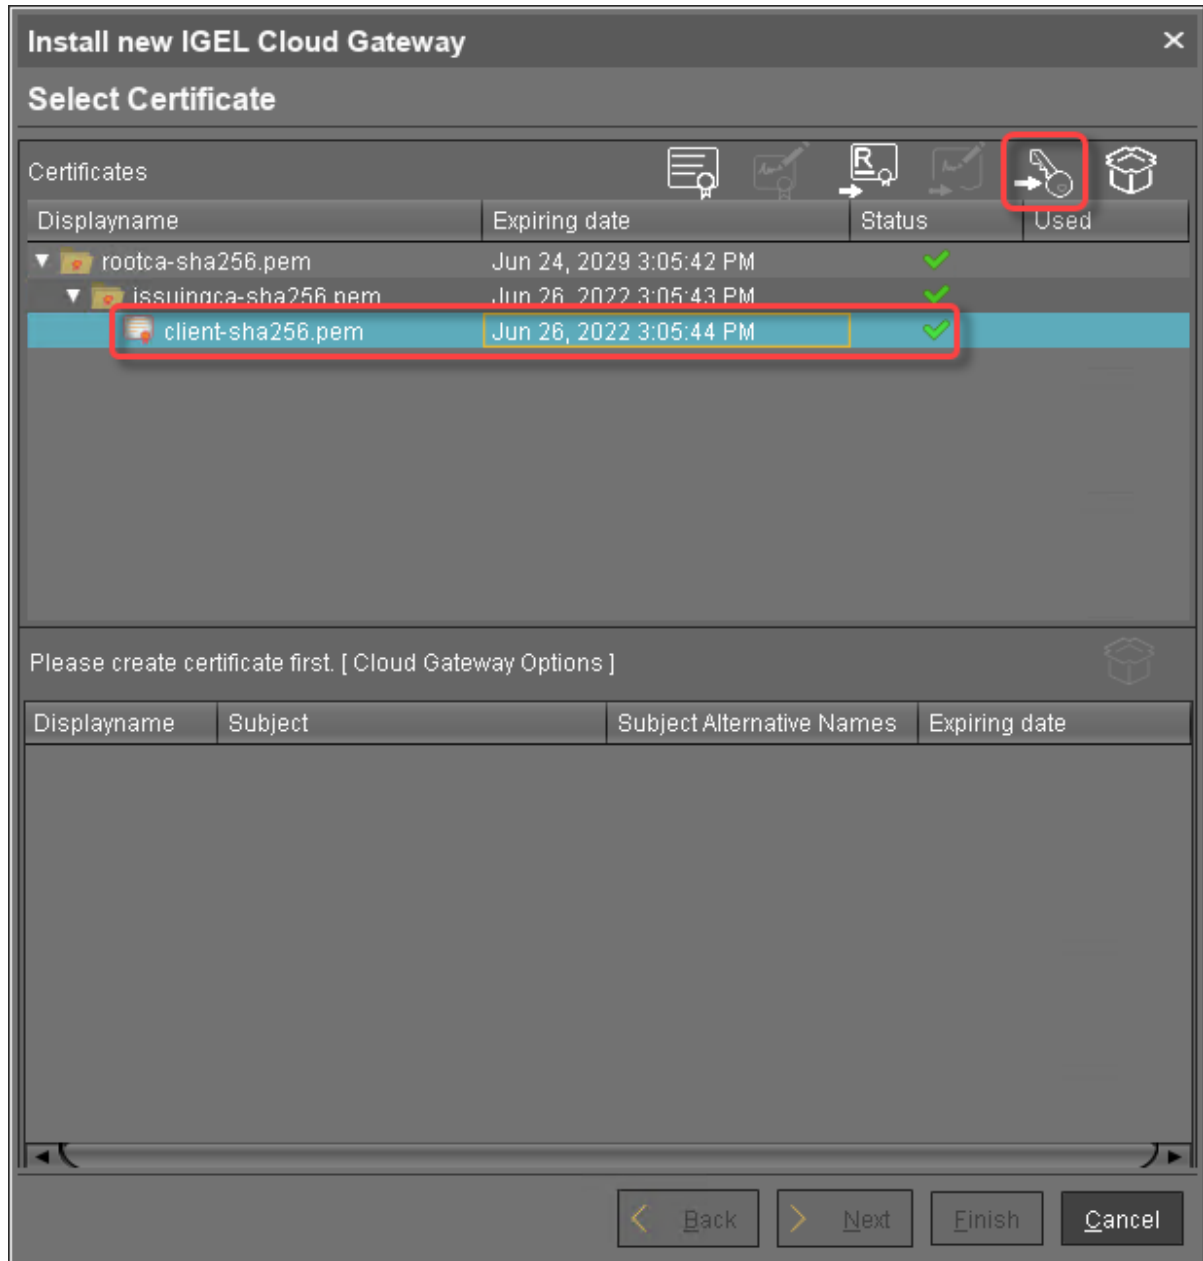 Install new IGEL Cloud Gateway
Select Certificate
Certificates
R
Displayname Expiring date Status Used
rootca-sha256.pem Jun 24, 2029 3:05:42 PM
issuingca-sha256.pem Jun 26, 2022 3:05:43 PM
client-sha256.pem Jun 26, 2022 3:05:44 PM
Please create certificate first. [ Cloud Gateway Options ]
Displayname Subject Subject Alternative Names Expiring date
Back Next Finish Cancel